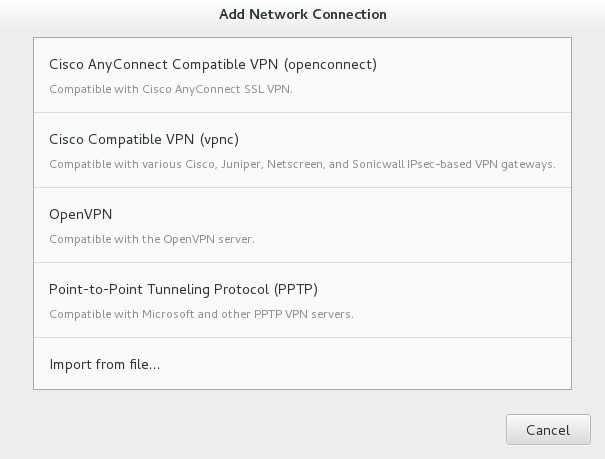 Add Network Connection
Cisco AnyConnect Compatible VPN (openconnect)
Compatible with Cisco AnyConnect SSL VPN.
Cisco Compatible VPN (vpnc)
Compatible with various Cisco, Juniper, Netscreen, and Sonicwall IPsec-based VPN gateways.
OpenVPN
Compatible with the OpenVPN server.
Point-to-Point Tunneling Protocol (PPTP)
Compatible with Microsoft and other PPTP VPN servers.
Import from file...
Cancel